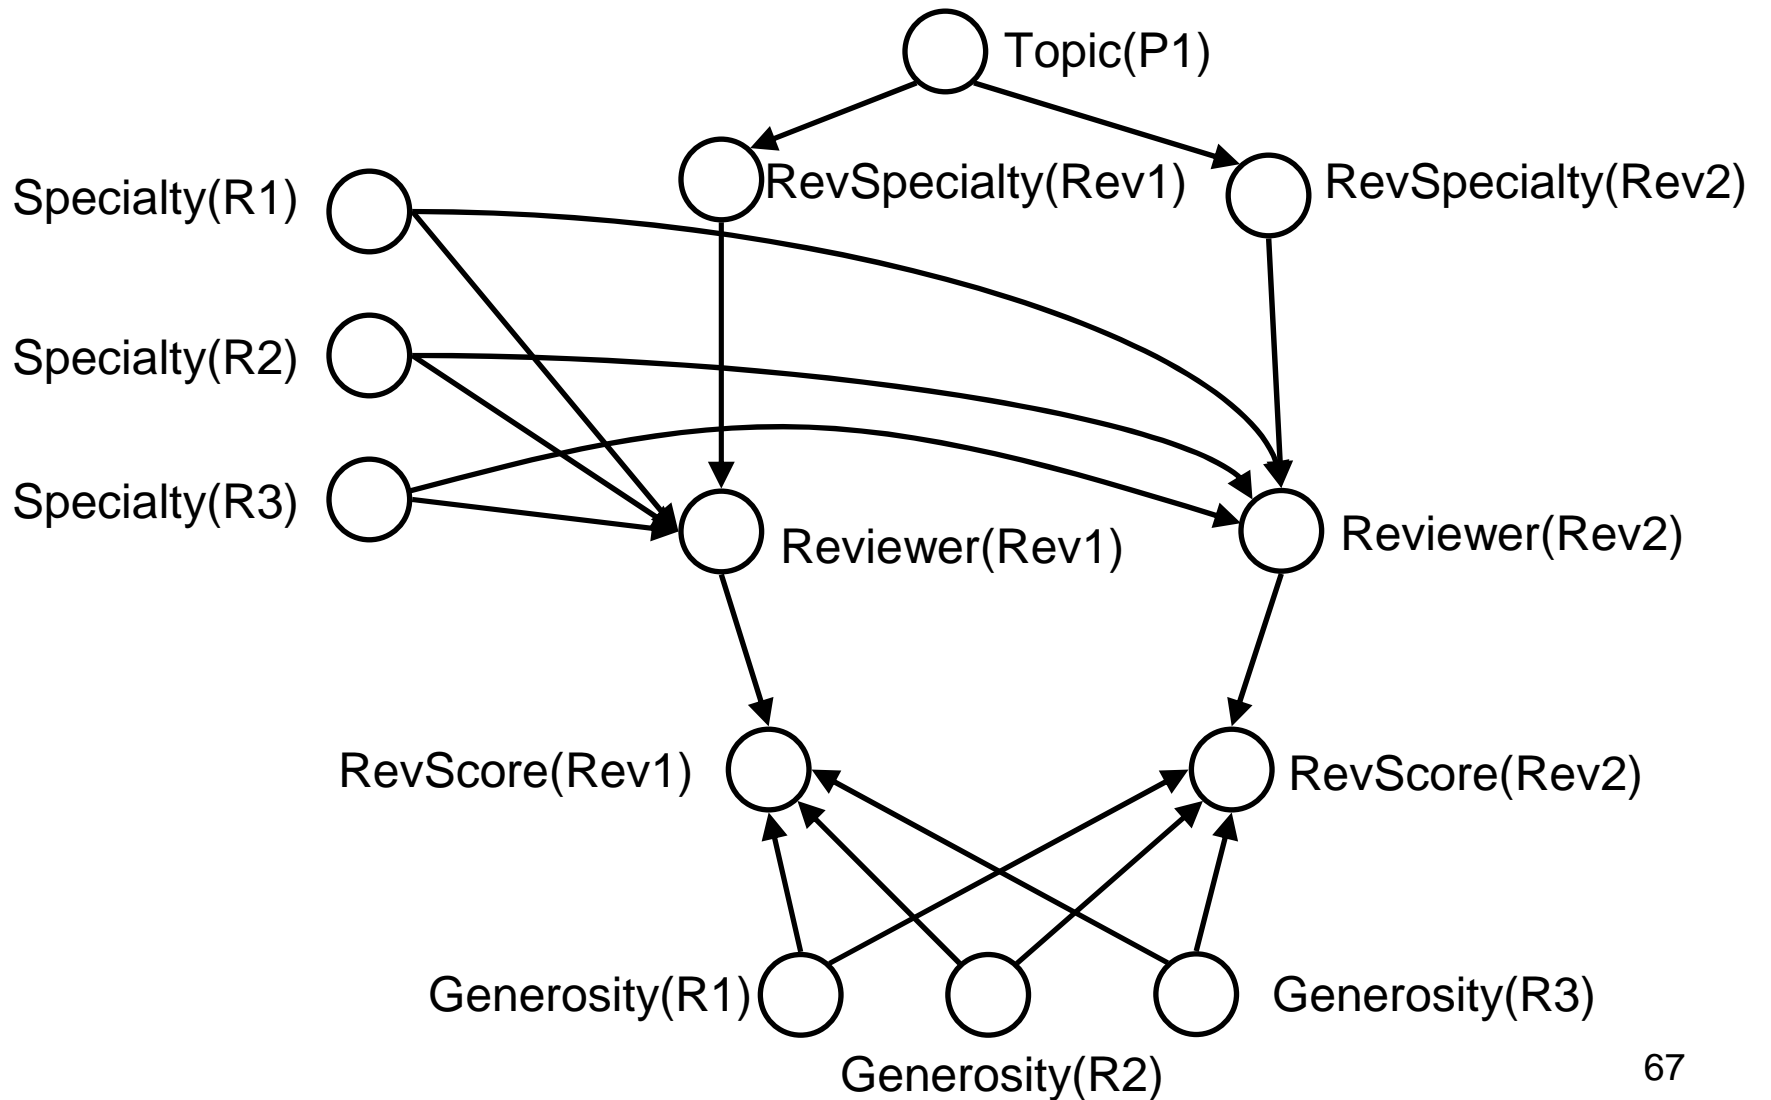 Topic(P1)
RevSpecialty(Rev1)
RevSpecialty(Rev2)
Specialty(R1)
Specialty(R2)
Specialty(R3)
Reviewer(Rev1)
Reviewer(Rev2)
RevScore(Rev1)
RevScore(Rev2)
Generosity(R1)
Generosity(R3)
Generosity(R2)
67